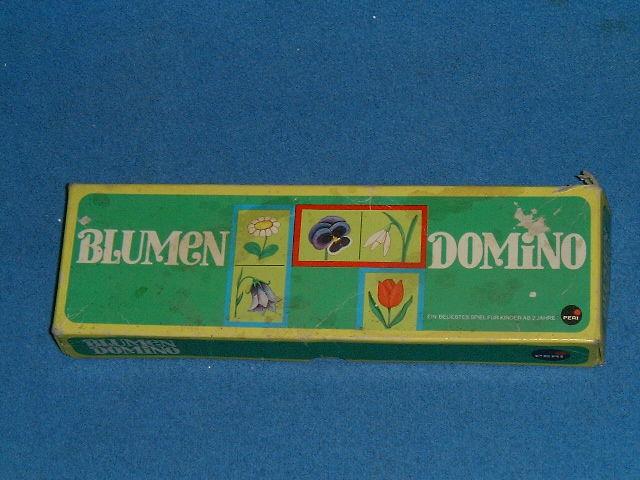 BLUMEN DOMINO
EIN BELIEBTES SPIEL FÜR KINDER AB 2 JAHRE
PERI
BLUMEN
DOMINO
PERI